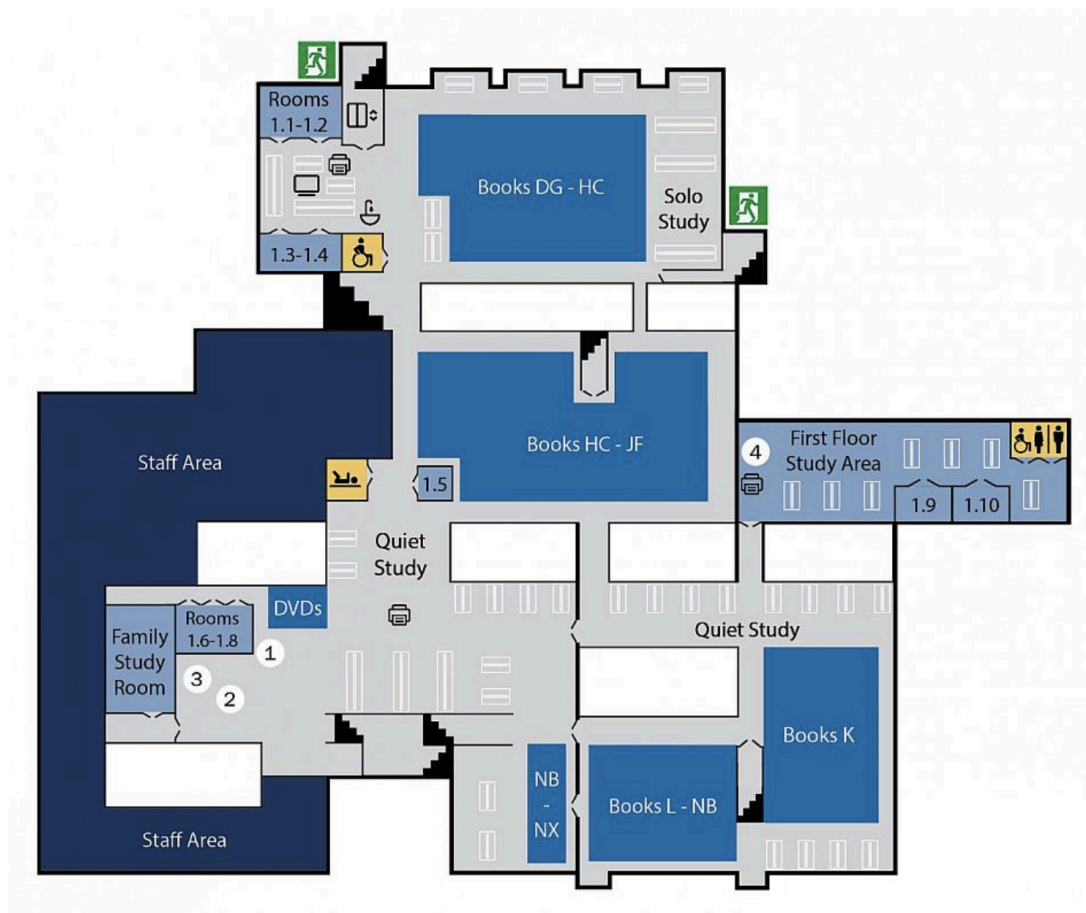 Rooms
1.1-1.2
1.3-1.4
Books DG - HC
Solo
Study
Staff Area
Books HC - JF
1.5
4
First Floor
Study Area
1.9
1.10
Quiet
Study
DVDs
Rooms
1.6-1.8
Family
Study
Room
1
3
2
Quiet Study
Books K
NB
-
NX
Books L - NB
Staff Area